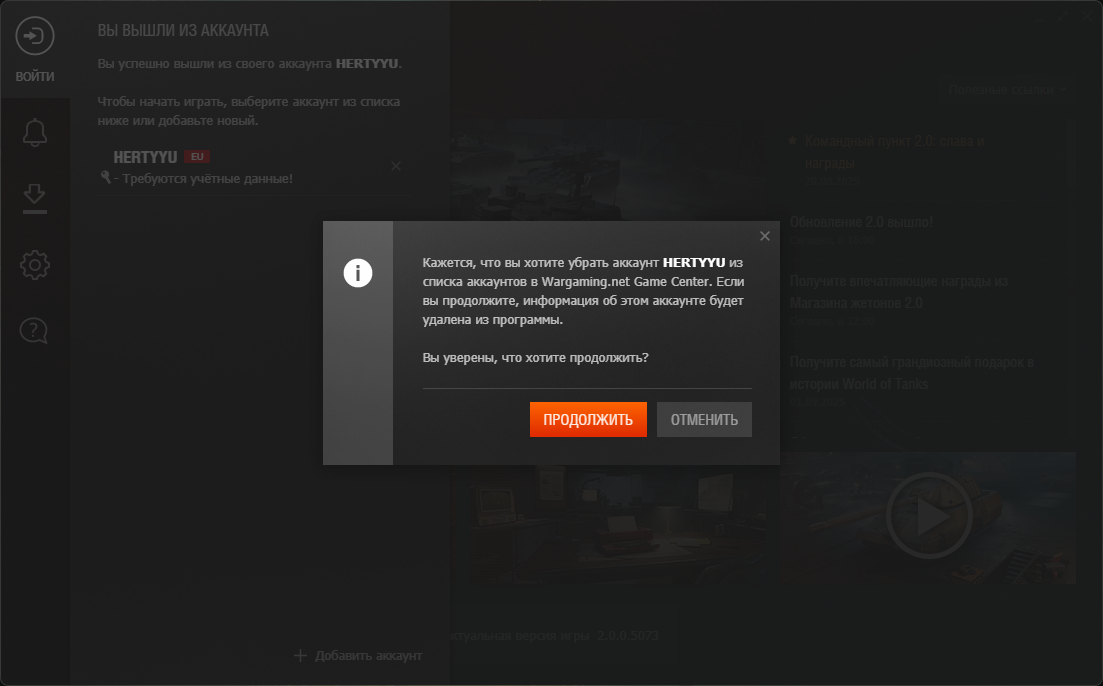 ВОЙТИ
ВЫ ВЫШЛИ ИЗ АККАУНТА
Вы успешно вышли из своего аккаунта HERTYYU.
Чтобы начать играть, выберите аккаунт из списка
ниже или добавьте новый.
HERTYYU EU
- Требуются учётные данные!
Полезные ссылки
Командный пункт 2.0: слава и
награды
Обновление 2.0 вышло!
Получите впечатляющие награды из
Магазина жетонов 2.0
Получите самый грандиозный подарок в
истории World of Tanks
Кажется, что вы хотите убрать аккаунт HERTYYU из
списка аккаунтов в Wargaming.net Game Center. Если
вы продолжите, информация об этом аккаунте будет
удалена из программы.
Вы уверены, что хотите продолжить?
ПРОДОЛЖИТЬ ОТМЕНИТЬ
ктуальная версия игры 2.0.0.5073
+ Добавить аккаунт